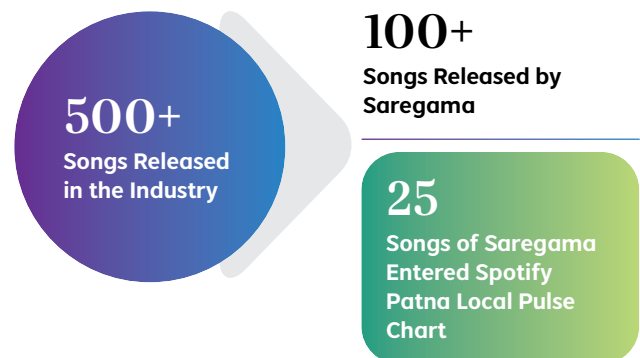 500+
Songs Released
in the Industry
100+
Songs Released by
Saregama
25
Songs of Saregama
Entered Spotify
Patna Local Pulse
Chart